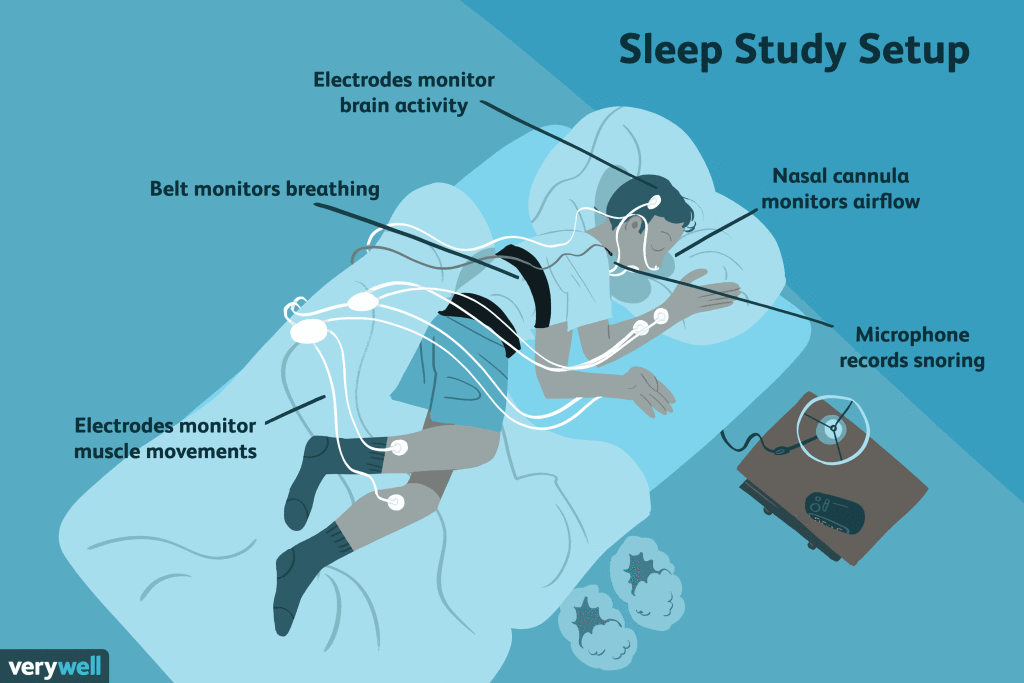 Sleep Study Setup
Electrodes monitor
brain activity
Belt monitors breathing
Nasal cannula
monitors airflow
Microphone
records snoring
Electrodes monitor
muscle movements
verywell